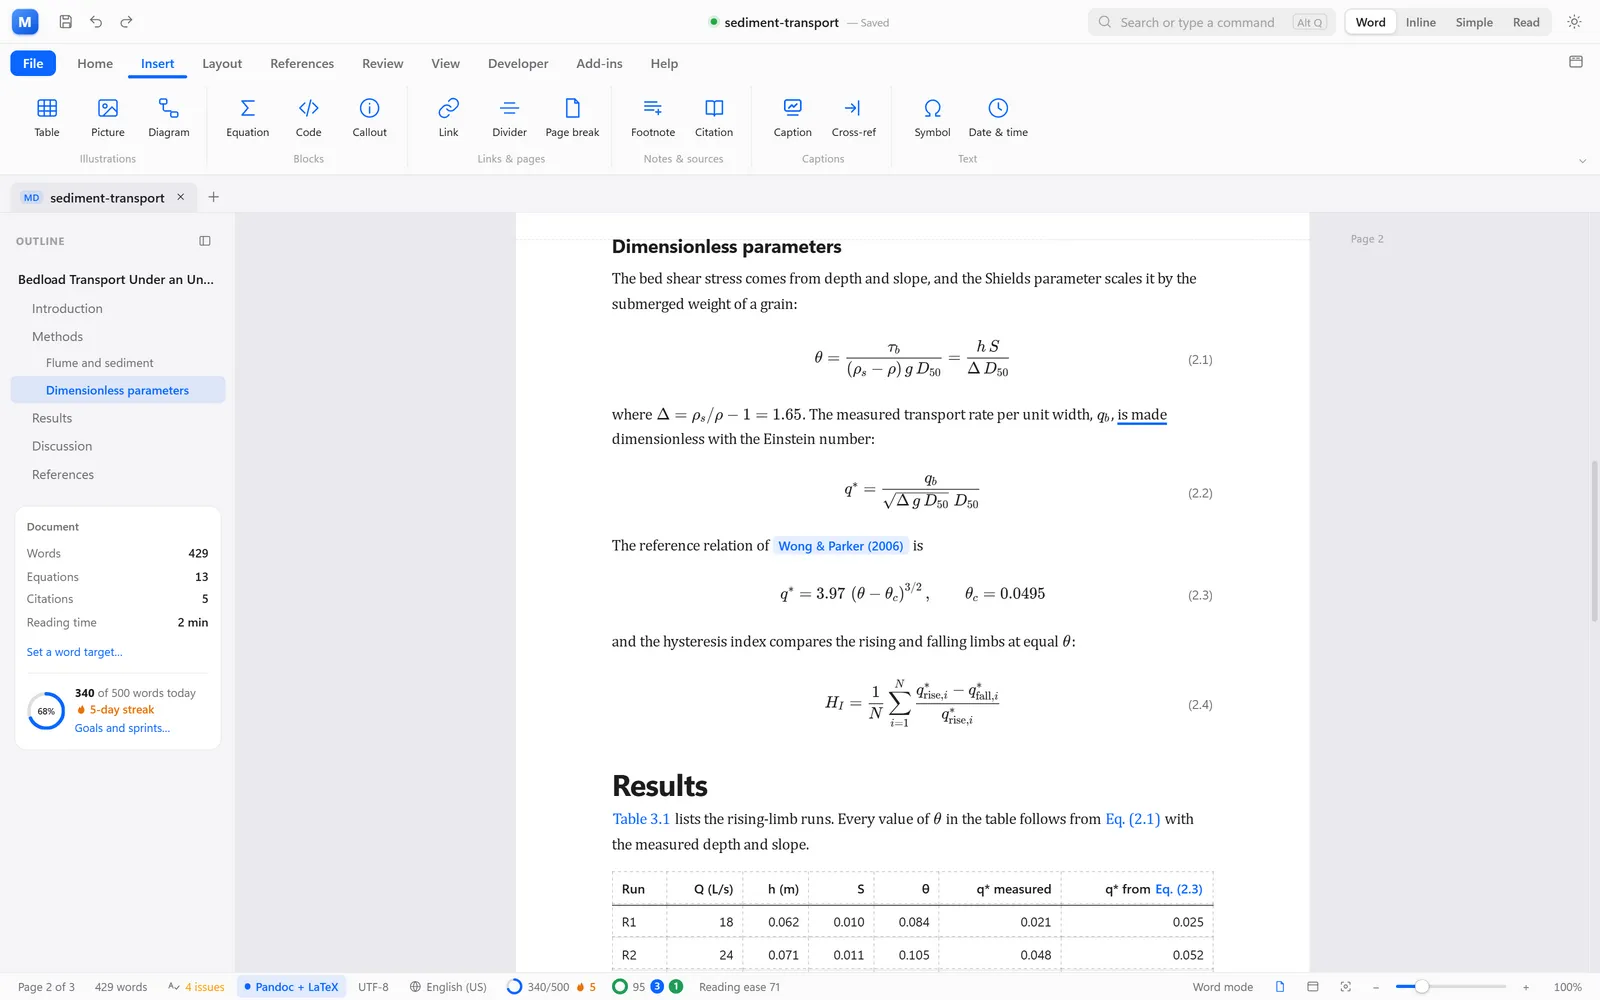 M
sediment-transport — Saved
Search or type a command Alt Q
Word Inline Simple Read
File Home Insert Layout References Review View Developer Add-ins Help
Table Picture Diagram Equation Code Callout Link Divider Page break Footnote Citation Caption Cross-ref Symbol Date & time
Illustrations Blocks Links & pages Notes & sources Captions Text
MD sediment-transport × +
OUTLINE
Bedload Transport Under an Un...
Introduction
Methods
Flume and sediment
Dimensionless parameters
Results
Discussion
References
Document
Words 429
Equations 13
Citations 5
Reading time 2 min
Set a word target...
68%
340 of 500 words today
5-day streak
Goals and sprints...
Page 2
Dimensionless parameters
The bed shear stress comes from depth and slope, and the Shields parameter scales it by the
submerged weight of a grain:
θ = τ_b / ((ρ_s − ρ) g D_50) = h S / (Δ D_50) (2.1)
where Δ = ρ_s/ρ − 1 = 1.65. The measured transport rate per unit width, q_b, is made
dimensionless with the Einstein number:
q* = q_b / (√(Δ g D_50) D_50) (2.2)
The reference relation of Wong & Parker (2006) is
q* = 3.97 (θ − θ_c)^{3/2}, θ_c = 0.0495 (2.3)
and the hysteresis index compares the rising and falling limbs at equal θ:
H_I = 1/N ∑_{i=1}^{N} (q*_{rise,i} − q*_{fall,i}) / q*_{rise,i} (2.4)
Results
Table 3.1 lists the rising-limb runs. Every value of θ in the table follows from Eq. (2.1) with
the measured depth and slope.
Run Q (L/s) h (m) S θ q* measured q* from Eq. (2.3)
R1 18 0.062 0.010 0.084 0.021 0.025
R2 24 0.071 0.011 0.105 0.048 0.052
Page 2 of 3 429 words 4 issues Pandoc + LaTeX UTF-8 English (US) 340/500 5 95 3 1 Reading ease 71 Word mode − + 100%